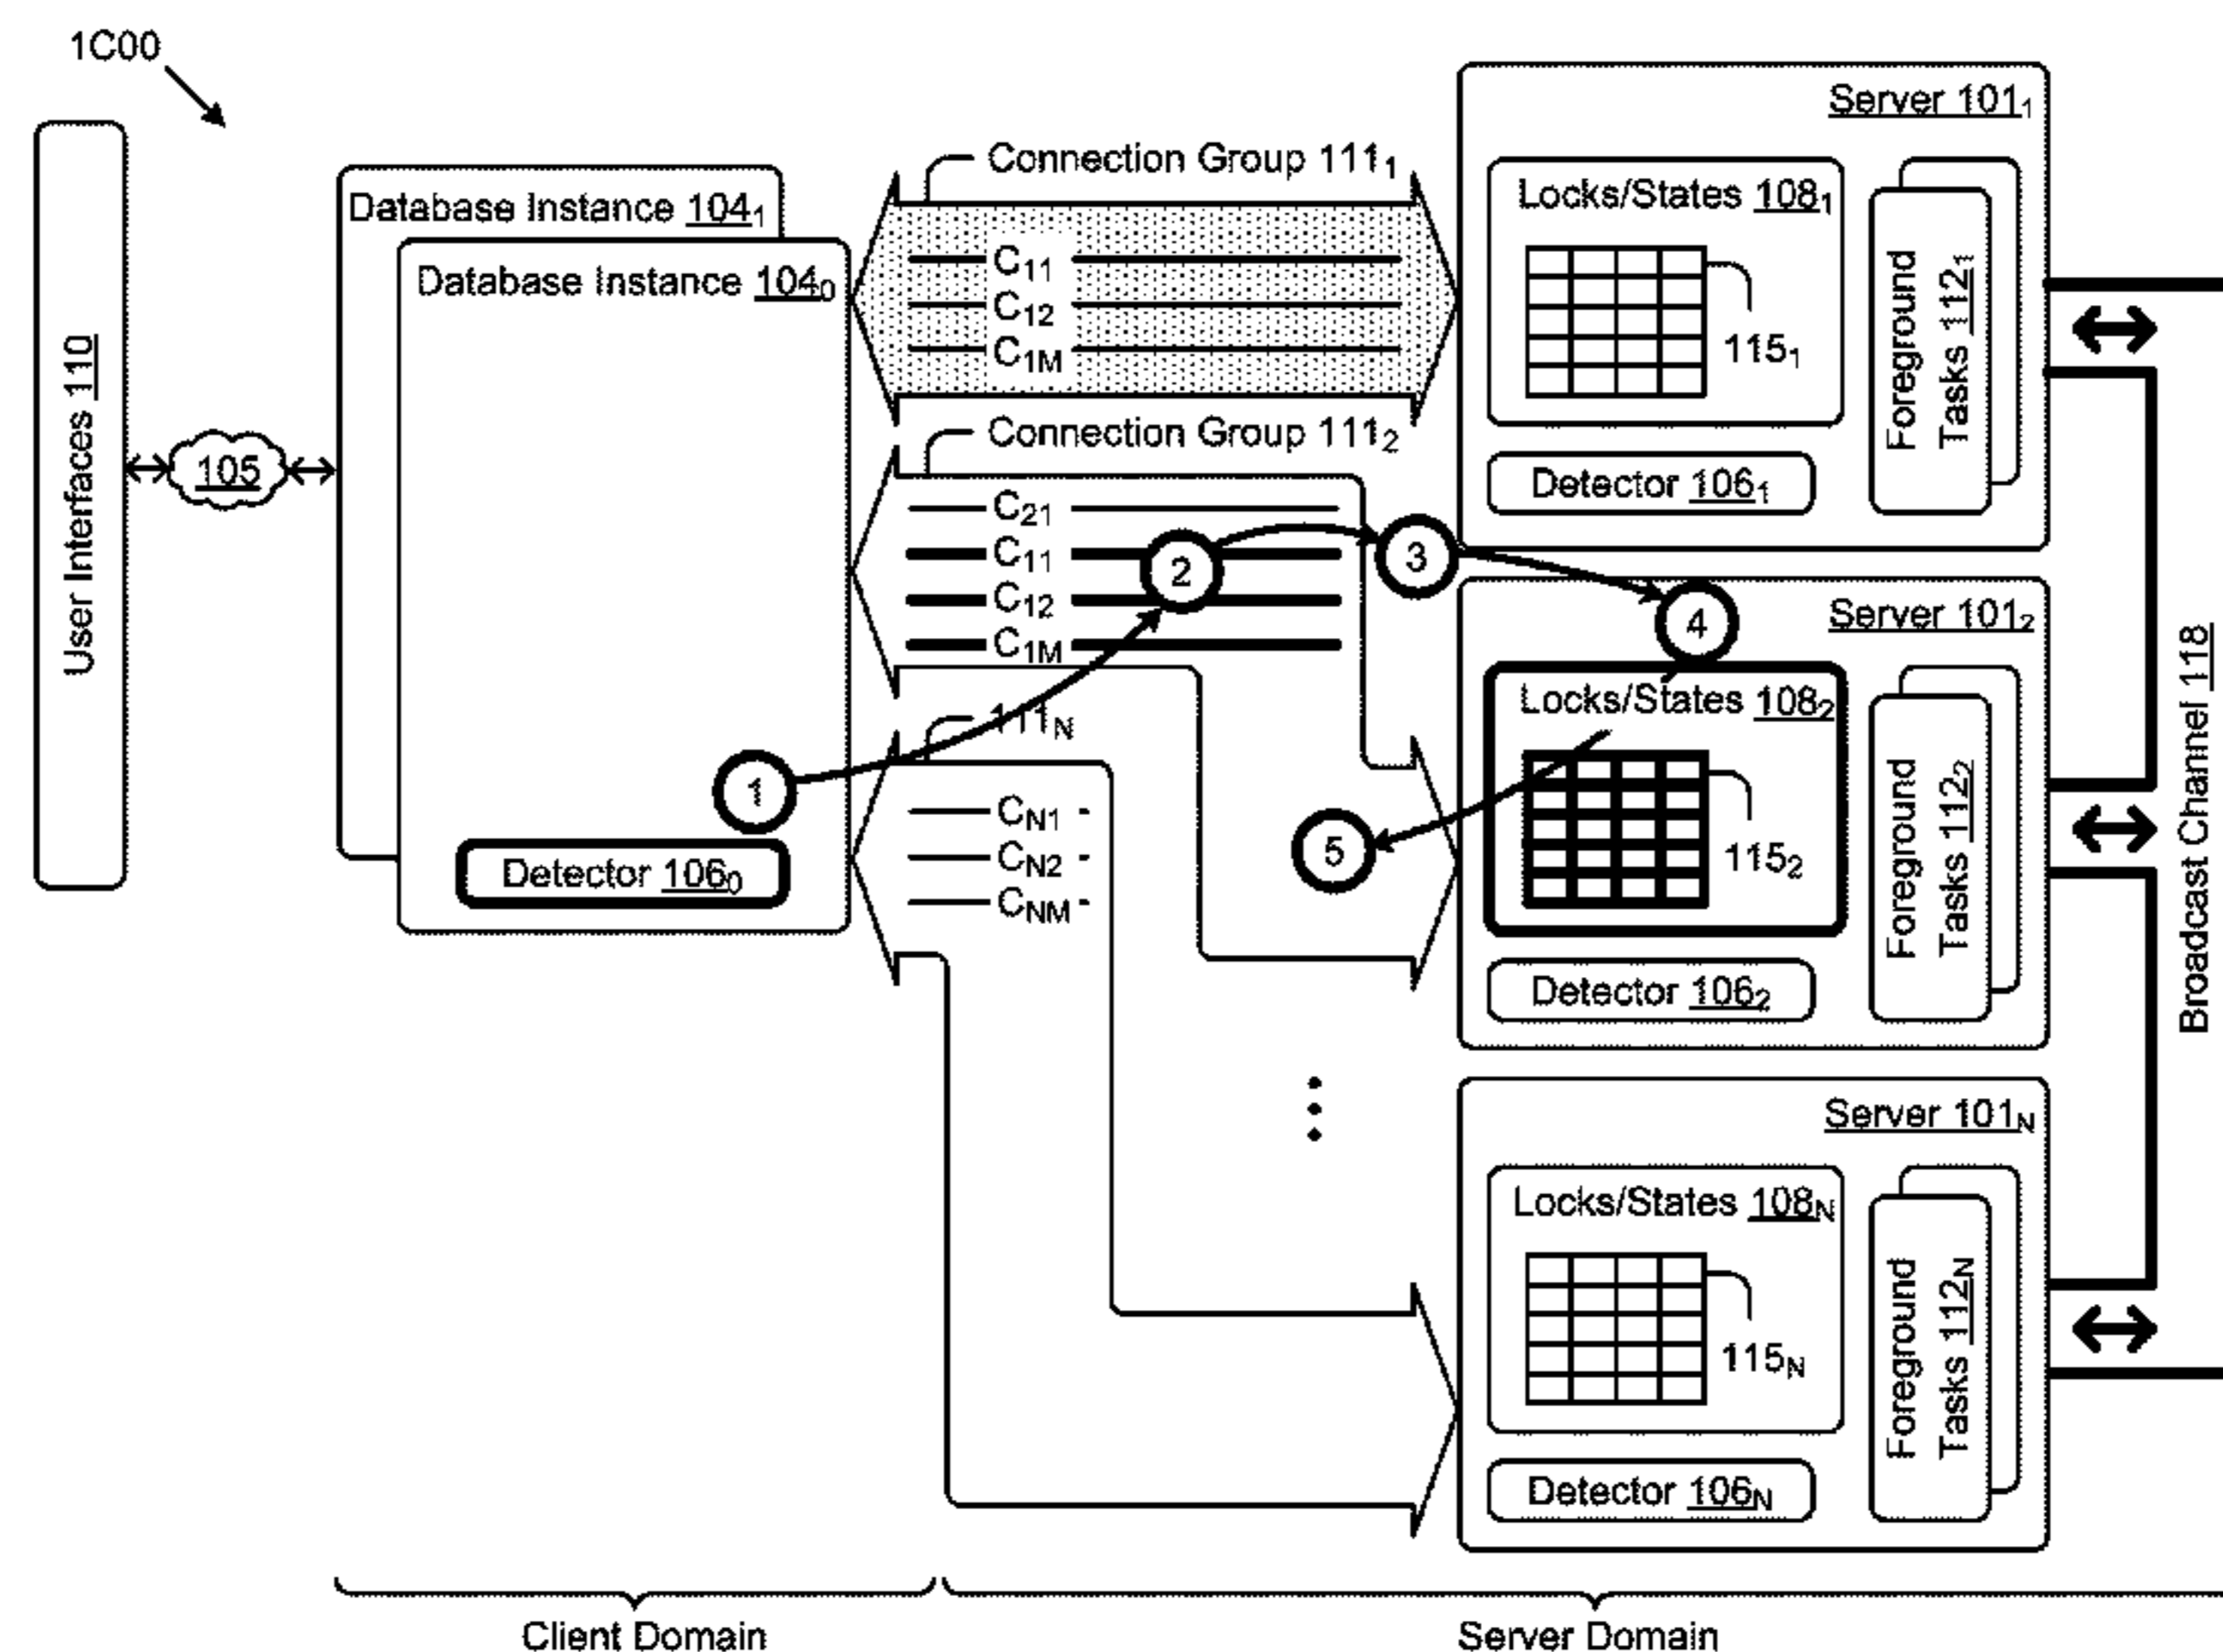 1C00
User Interfaces 110
105
Database Instance 104₁
Database Instance 104₀
1
Detector 106₀
Connection Group 111₁
C₁₁
C₁₂
C₁M
Connection Group 111₂
C₂₁
C₁₁
C₁₂
C₁M
2
3
4
5
111N
CN1
CN2
CNM
Server 101₁
Locks/States 108₁
115₁
Detector 106₁
Foreground
Tasks 112₁
Server 101₂
Locks/States 108₂
115₂
Detector 106₂
Foreground
Tasks 112₂
Server 101N
Locks/States 108N
115N
Detector 106N
Foreground
Tasks 112N
Broadcast Channel 118
Client Domain
Server Domain